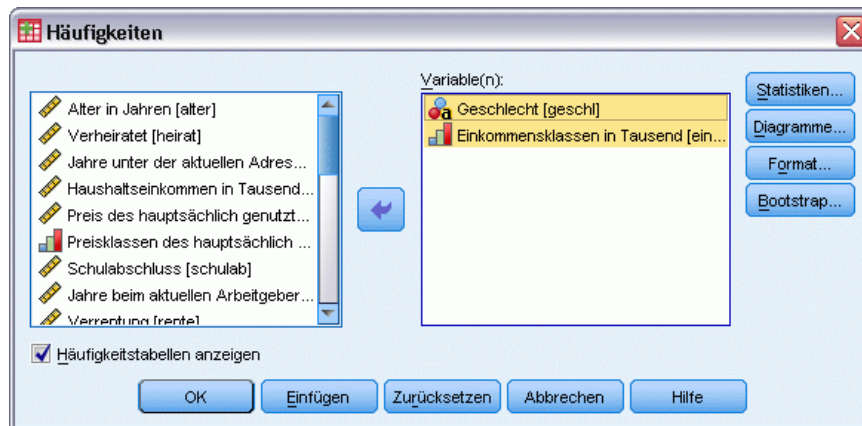 Häufigkeiten
Variable(n):
Alter in Jahren [alter]
Verheiratet [heirat]
Jahre unter der aktuellen Adres...
Haushaltseinkommen in Tausend...
Preis des hauptsächlich genutzt...
Preisklassen des hauptsächlich ...
Schulabschluss [schulab]
Jahre beim aktuellen Arbeitgeber...
Verrentung [rente]
Geschlecht [geschl]
Einkommensklassen in Tausend [ein...
Statistiken...
Diagramme...
Format...
Bootstrap...
Häufigkeitstabellen anzeigen
OK
Einfügen
Zurücksetzen
Abbrechen
Hilfe